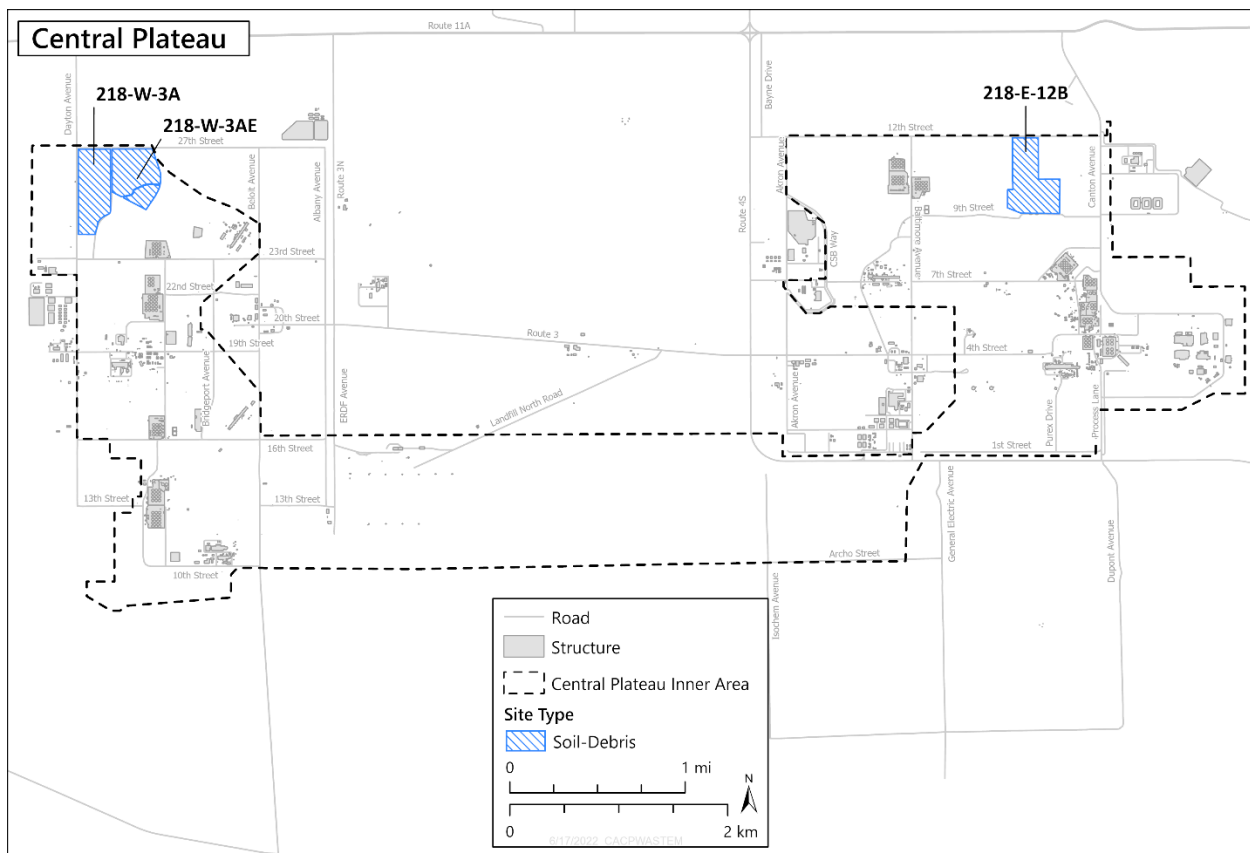 Central Plateau
Route 11A
Dayton Avenue
218-W-3A
218-W-3AE
27th Street
Beloit Avenue
Albany Avenue
Route 3N
Bayne Drive
218-E-12B
12th Street
Akron Avenue
Canton Avenue
Route 4S
CSB Way
Baltimore Avenue
9th Street
23rd Street
7th Street
22nd Street
20th Street
Route 3
19th Street
4th Street
Bridgeport Avenue
ERDF Avenue
Landfill North Road
Akron Avenue
Purex Drive
Process Lane
16th Street
1st Street
13th Street
13th Street
General Electric Avenue
Archo Street
10th Street
Isochem Avenue
Dupont Avenue
Road
Structure
Central Plateau Inner Area
Site Type
Soil-Debris
0 1 mi
N
0 2 km
6/17/2022 CACPWASTEM